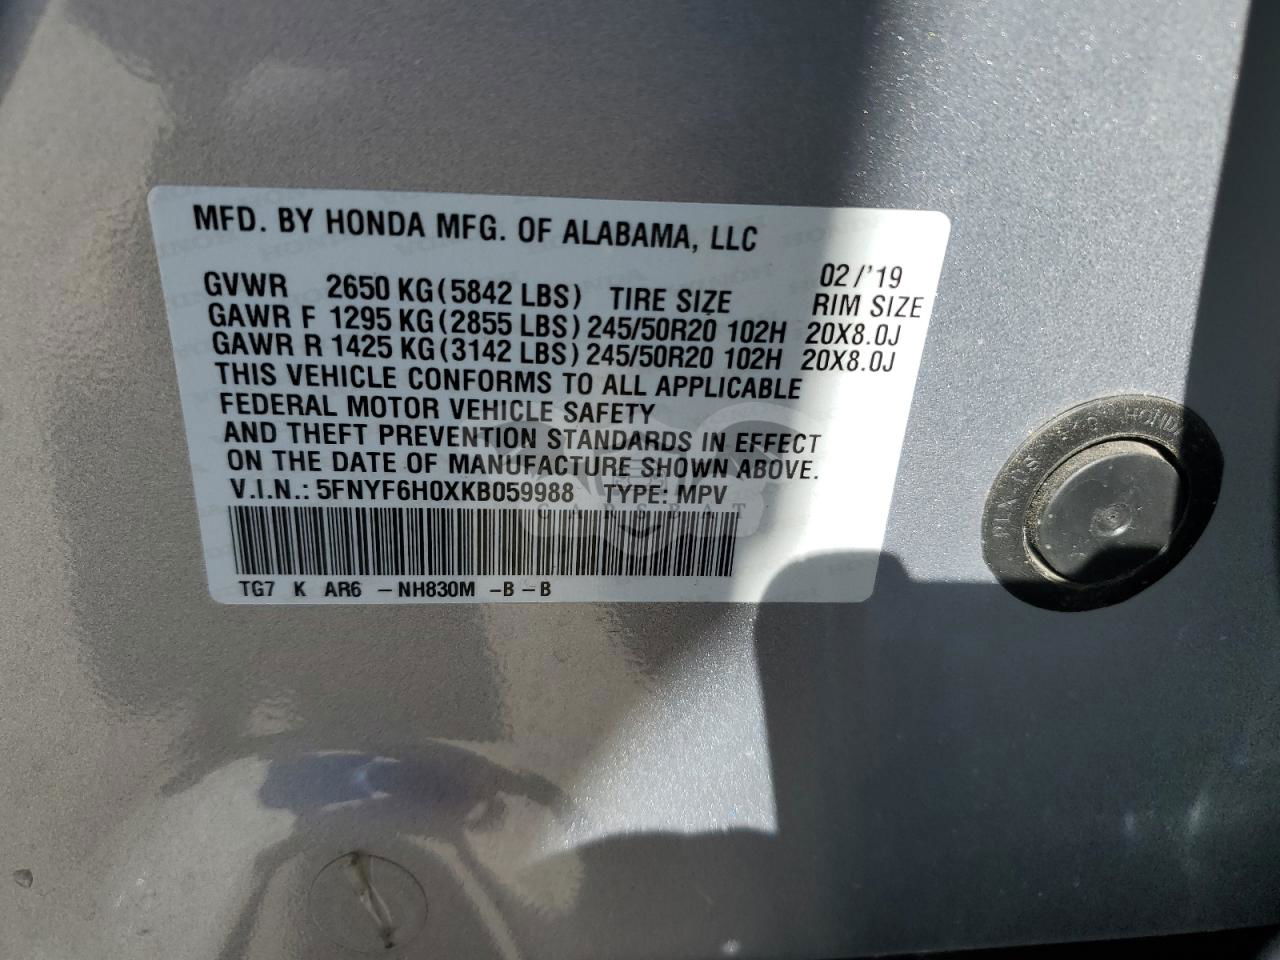 MFD. BY HONDA MFG. OF ALABAMA, LLC
02/'19
GVWR 2650 KG(5842 LBS) TIRE SIZE RIM SIZE
GAWR F 1295 KG(2855 LBS) 245/50R20 102H 20X8.0J
GAWR R 1425 KG(3142 LBS) 245/50R20 102H 20X8.0J
THIS VEHICLE CONFORMS TO ALL APPLICABLE
FEDERAL MOTOR VEHICLE SAFETY
AND THEFT PREVENTION STANDARDS IN EFFECT
ON THE DATE OF MANUFACTURE SHOWN ABOVE.
V.I.N.: 5FNYF6H0XKB059988 TYPE: MPV
CARSBAT
TG7 K AR6 -NH830M -B-B
HONDA